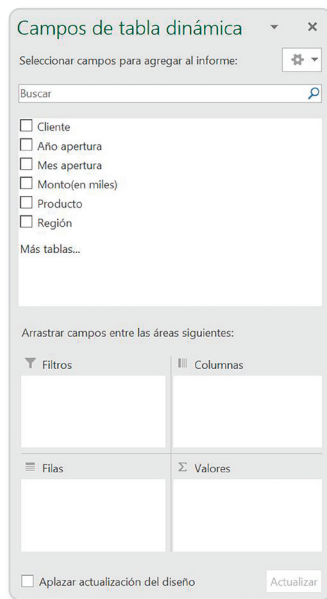 Campos de tabla dinámica
Seleccionar campos para agregar al informe:
Buscar
Cliente
Año apertura
Mes apertura
Monto(en miles)
Producto
Región
Más tablas...
Arrastrar campos entre las áreas siguientes:
Filtros
Columnas
Filas
Σ Valores
Aplazar actualización del diseño
Actualizar